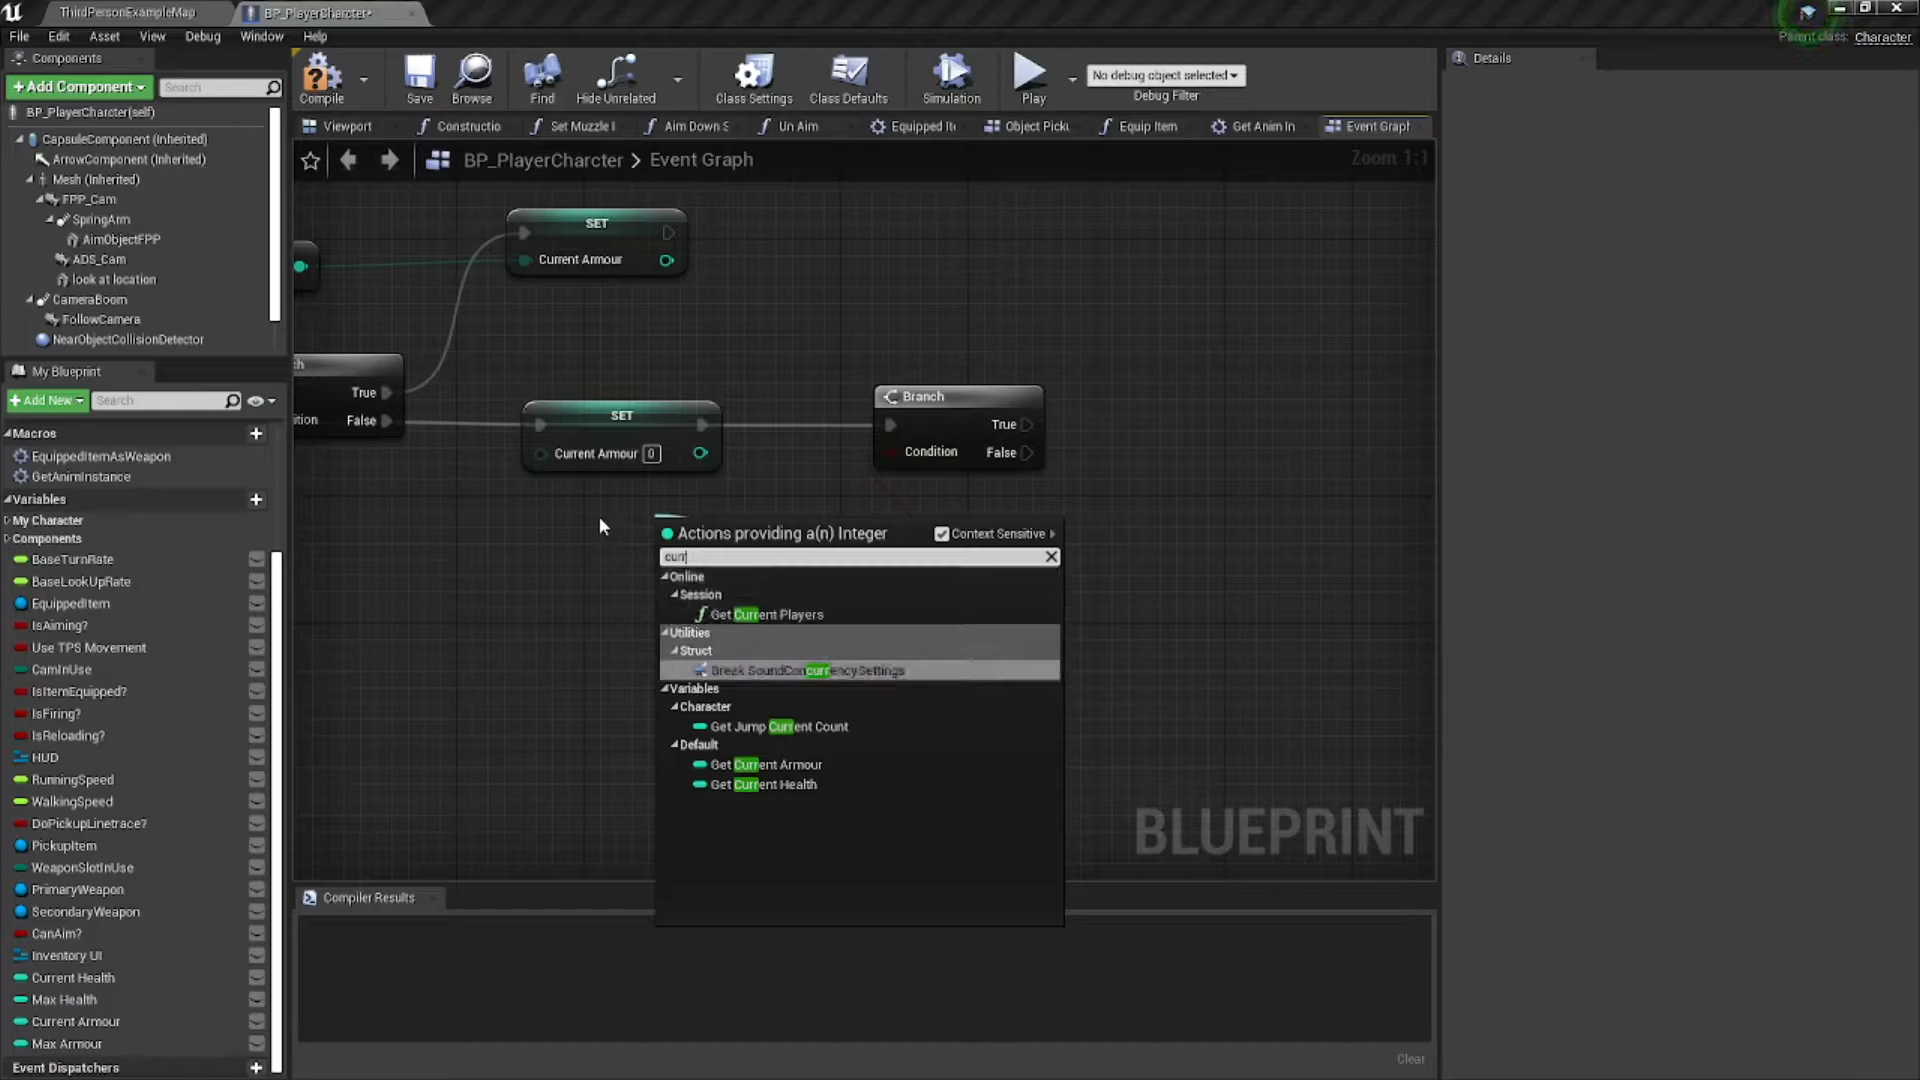 ThirdPersonExampleMap
BP_PlayerCharcter*
File
Edit
Asset
View
Debug
Window
Help
Parent class: Character
Components
+Add Component
Search
BP_PlayerCharcter(self)
CapsuleComponent (Inherited)
ArrowComponent (Inherited)
Mesh (Inherited)
FPP_Cam
SpringArm
AimObjectFPP
ADS_Cam
look at location
CameraBoom
FollowCamera
NearObjectCollisionDetector
Compile
Save
Browse
Find
Hide Unrelated
Class Settings
Class Defaults
Simulation
Play
No debug object selected
Debug Filter
Details
Viewport
Constructio
Set Muzzle l
Aim Down S
Un Aim
Equipped Ite
Object Picku
Equip Item
Get Anim In
Event Graph
BP_PlayerCharcter > Event Graph
Zoom 1:1
SET
Current Armour
ch
True
ition
False
SET
Current Armour 0
Branch
True
Condition
False
Actions providing a(n) Integer
Context Sensitive
curr
Online
Session
Get Current Players
Utilities
Struct
Break SoundConcurrencySettings
Variables
Character
Get Jump Current Count
Default
Get Current Armour
Get Current Health
BLUEPRINT
Compiler Results
Clear
My Blueprint
+Add New
Search
Macros
EquippedItemAsWeapon
GetAnimInstance
Variables
My Character
Components
BaseTurnRate
BaseLookUpRate
EquippedItem
IsAiming?
Use TPS Movement
CamInUse
IsItemEquipped?
IsFiring?
IsReloading?
HUD
RunningSpeed
WalkingSpeed
DoPickupLinetrace?
PickupItem
WeaponSlotInUse
PrimaryWeapon
SecondaryWeapon
CanAim?
Inventory UI
Current Health
Max Health
Current Armour
Max Armour
Event Dispatchers